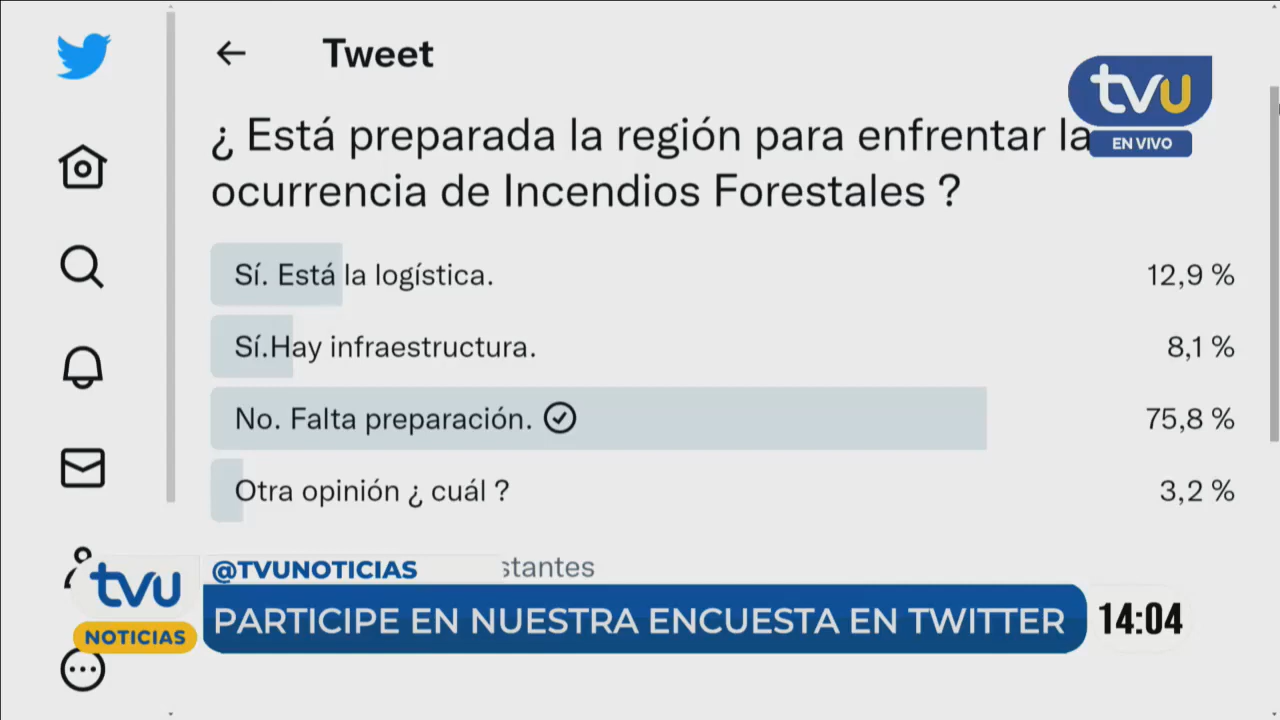 Tweet
tvu
EN VIVO
¿ Está preparada la región para enfrentar la
ocurrencia de Incendios Forestales ?
Sí. Está la logística.
12,9 %
Sí.Hay infraestructura.
8,1 %
No. Falta preparación.
75,8 %
Otra opinión ¿ cuál ?
3,2 %
stantes
@TVUNOTICIAS
tvu
NOTICIAS
PARTICIPE EN NUESTRA ENCUESTA EN TWITTER
14:04